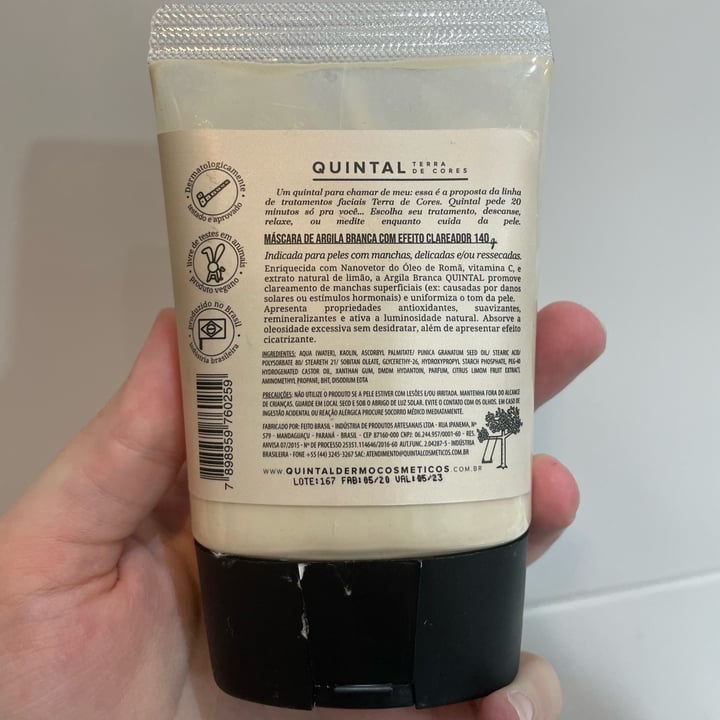 QUINTAL TERRA DE CORES
Um quintal para chamar de meu: essa é a proposta da linha
de tratamentos faciais Terra de Cores. Quintal pede 20
minutos só pra você... Escolha seu tratamento, descanse,
relaxe, ou medite enquanto cuida da pele.
MÁSCARA DE ARGILA BRANCA COM EFEITO CLAREADOR 140g
Indicada para peles com manchas, delicadas e/ou ressecadas.
Enriquecida com Nanovetor do Óleo de Romã, vitamina C, e
extrato natural de limão, a Argila Branca QUINTAL promove
clareamento de manchas superficiais (ex: causadas por danos
solares ou estímulos hormonais) e uniformiza o tom da pele.
Apresenta propriedades antioxidantes, suavizantes,
remineralizantes e ativa a luminosidade natural. Absorve a
oleosidade excessiva sem desidratar, além de apresentar efeito
cicatrizante.
INGREDIENTES: AQUA (WATER), KAOLIN, ASCORBYL PALMITATE/ PUNICA GRANATUM SEED OIL/ STEARIC ACID/
POLYSORBATE 80/ STEARETH 21/ SOBITAN OLEATE, GLYCERETHY-26, HYDROXYPROPYL STARCH PHOSPHATE, PEG-40
HYDROGENATED CASTOR OIL, XANTHAN GUM, DMDM HYDANTOIN, PARFUM, CITRUS LIMOM FRUIT EXTRAKT,
AMINOMETHYL PROPANE, BHT, DISODIUM EDTA
PRECAUÇÕES: NÃO UTILIZE O PRODUTO SE A PELE ESTIVER COM LESÕES E/OU IRRITADA. MANTENHA FORA DO ALCANCE
DE CRIANÇAS. GUARDE EM LOCAL SECO E SOB O ABRIGO DE LUZ SOLAR. EVITE O CONTATO COM OS OLHOS. EM CASO DE
INGESTÃO ACIDENTAL OU REAÇÃO ALÉRGICA PROCURE SOCORRO MÉDICO IMEDIATAMENTE.
FABRICADO POR: FEITO BRASIL - INDÚSTRIA DE PRODUTOS ARTESANAIS LTDA - RUA IPANEMA, Nº
579 - MANDAGUAÇU - PARANÁ - BRASIL - CEP 87160-000 CNPJ: 06.244.957/0001-60 - RES.
ANVISA 07/2015 - Nº DE PROCESSO 25351.114646/2016-60 AUT.FUNC. 2.04287-5 - INDÚSTRIA
BRASILEIRA - FONE +55 (44) 3245-3267 SAC: ATENDIMENTO@QUINTALCOSMETICOS.COM.BR
WWW.QUINTALDERMOCOSMETICOS.COM.BR
LOTE:167 FAB:05/20 VAL:05/23
Dermatologicamente
testado e aprovado
livre de testes em animais
produto vegano
produzido no Brasil
indústria brasileira
7 898959 760259